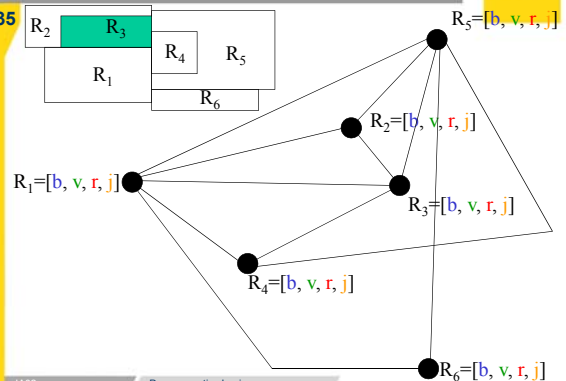 35
R2
R3
R4
R5
R1
R6
R5=[b, v, r, j]
R2=[b, v, r, j]
R1=[b, v, r, j]
R3=[b, v, r, j]
R4=[b, v, r, j]
R6=[b, v, r, j]